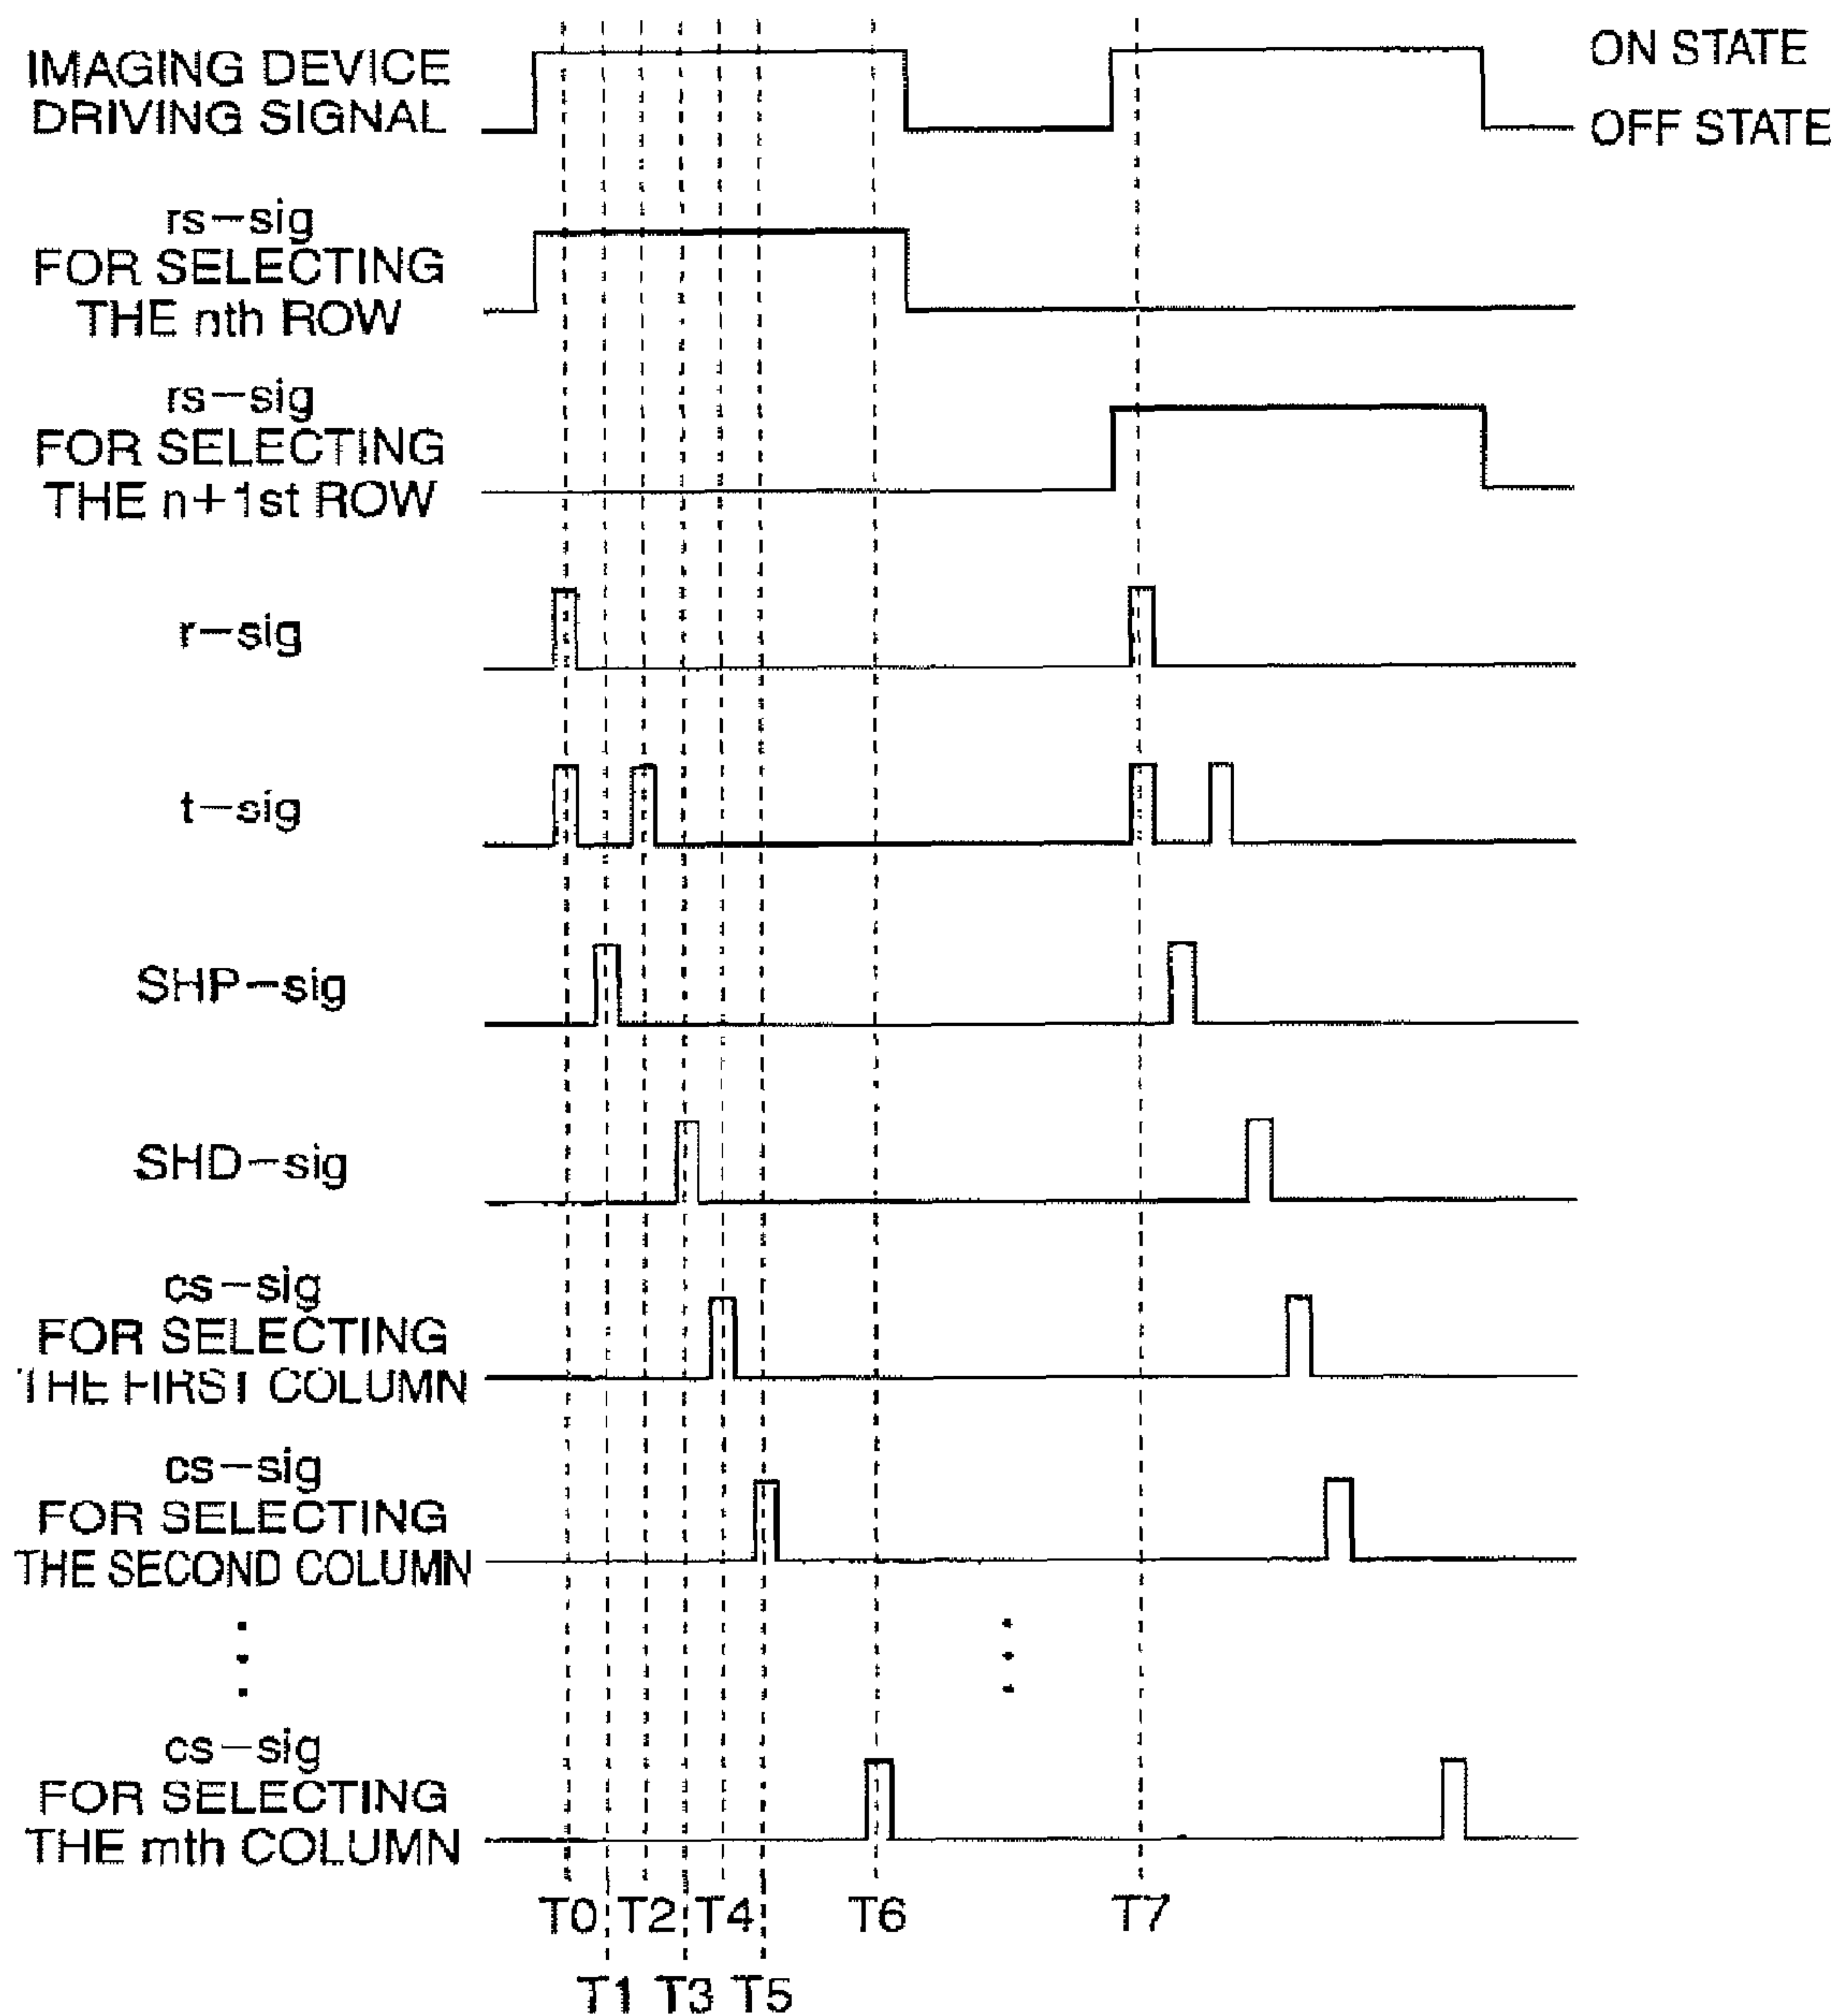 IMAGING DEVICE
DRIVING SIGNAL
ON STATE
OFF STATE
rs-sig
FOR SELECTING
THE nth ROW
rs-sig
FOR SELECTING
THE n+1st ROW
r-sig
t-sig
SHP-sig
SHD-sig
cs-sig
FOR SELECTING
THE FIRST COLUMN
cs-sig
FOR SELECTING
THE SECOND COLUMN
cs-sig
FOR SELECTING
THE mth COLUMN
T0 T2 T4 T6 T7
T1 T3 T5